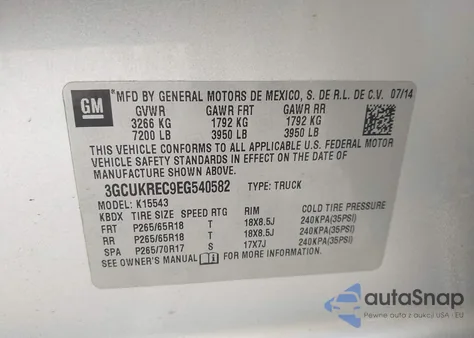 GM
MFD BY GENERAL MOTORS DE MEXICO, S. DE R.L. DE C.V. 07/14
GVWR GAWR FRT GAWR RR
3266 KG 1792 KG 1792 KG
7200 LB 3950 LB 3950 LB
THIS VEHICLE CONFORMS TO ALL APPLICABLE U.S. FEDERAL MOTOR
VEHICLE SAFETY STANDARDS IN EFFECT ON THE DATE OF
MANUFACTURE SHOWN ABOVE.
3GCUKREC9EG540582 TYPE: TRUCK
MODEL: K15543
KBDX TIRE SIZE SPEED RTG RIM COLD TIRE PRESSURE
FRT P265/65R18 T 18X8.5J 240KPA(35PSI)
RR P265/65R18 T 18X8.5J 240KPA(35PSI)
SPA P265/70R17 S 17X7J 240KPA(35PSI)
SEE OWNER'S MANUAL FOR MORE INFORMATION.
autoSnap
Pewne auto z USA · EU